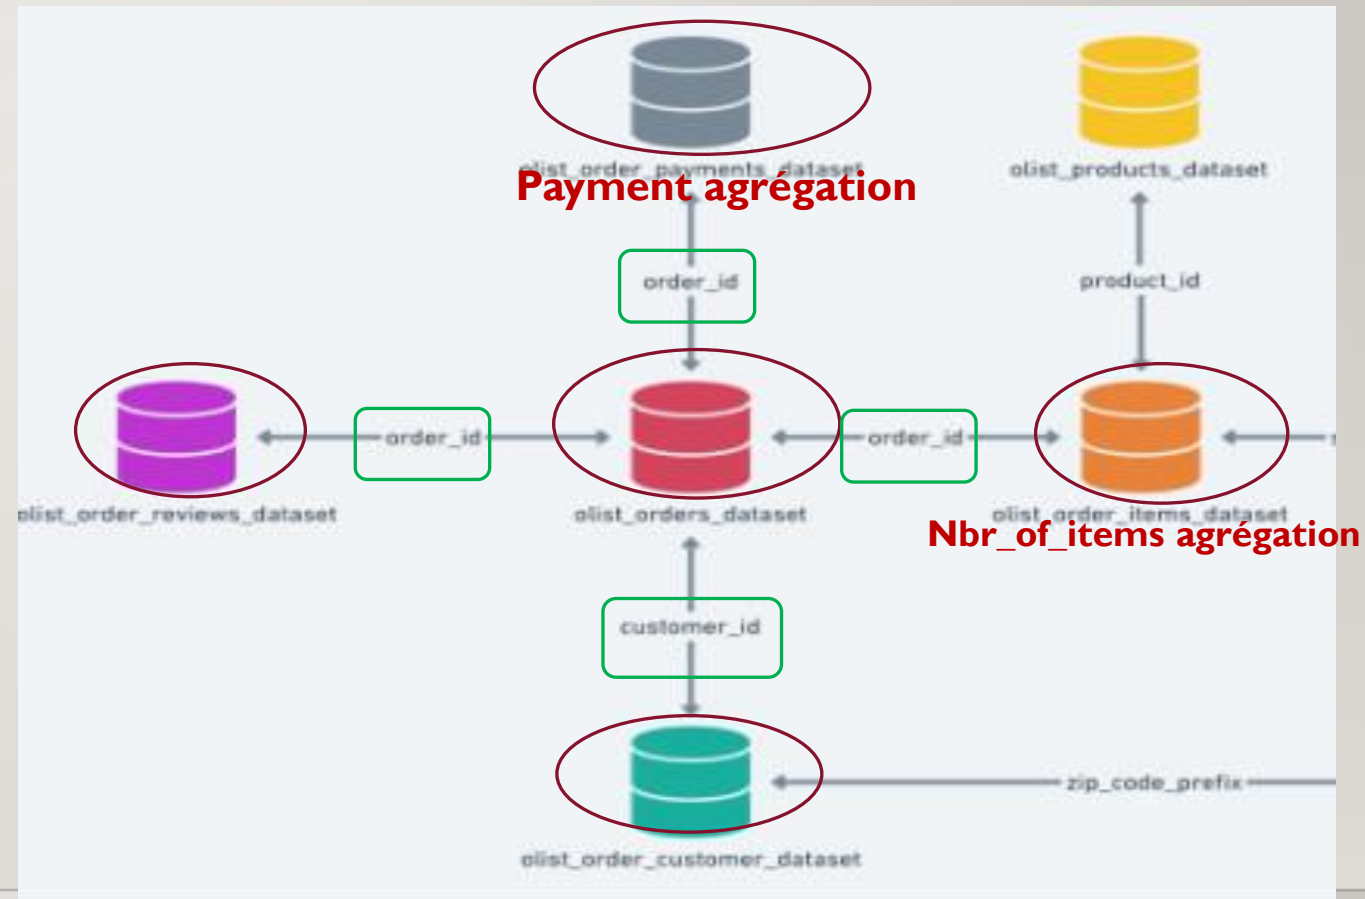 olist_order_payments_dataset
olist_products_dataset
Payment agrégation
order_id
product_id
order_id
order_id
olist_order_reviews_dataset
olist_orders_dataset
olist_order_items_dataset
Nbr_of_items agrégation
customer_id
zip_code_prefix
olist_order_customer_dataset